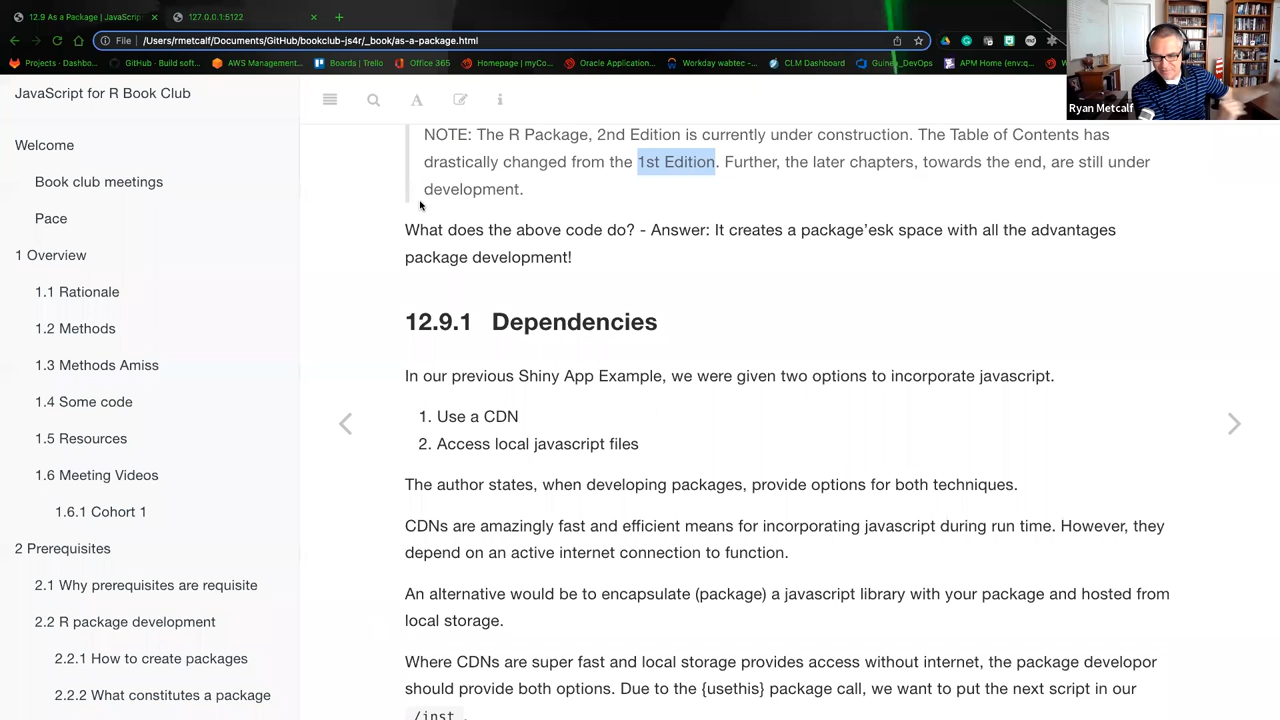 12.9 As a Package | JavaScrip
127.0.0.1:5122
File
/Users/rmetcalf/Documents/GitHub/bookclub-js4r/_book/as-a-package.html
Projects · Dashbo...
GitHub · Build soft...
AWS Management...
Boards | Trello
Office 365
Homepage | myCo...
Oracle Application...
Workday wabtec -...
CLM Dashboard
APM Home (env:q...
Ryan Metcalf
JavaScript for R Book Club
Welcome
Book club meetings
Pace
1 Overview
1.1 Rationale
1.2 Methods
1.3 Methods Amiss
1.4 Some code
1.5 Resources
1.6 Meeting Videos
1.6.1 Cohort 1
2 Prerequisites
2.1 Why prerequisites are requisite
2.2 R package development
2.2.1 How to create packages
2.2.2 What constitutes a package
NOTE: The R Package, 2nd Edition is currently under construction. The Table of Contents has
drastically changed from the 1st Edition. Further, the later chapters, towards the end, are still under
development.
What does the above code do? - Answer: It creates a package’esk space with all the advantages
package development!
12.9.1 Dependencies
In our previous Shiny App Example, we were given two options to incorporate javascript.
1. Use a CDN
2. Access local javascript files
The author states, when developing packages, provide options for both techniques.
CDNs are amazingly fast and efficient means for incorporating javascript during run time. However, they
depend on an active internet connection to function.
An alternative would be to encapsulate (package) a javascript library with your package and hosted from
local storage.
Where CDNs are super fast and local storage provides access without internet, the package developor
should provide both options. Due to the {usethis} package call, we want to put the next script in our
/inst .